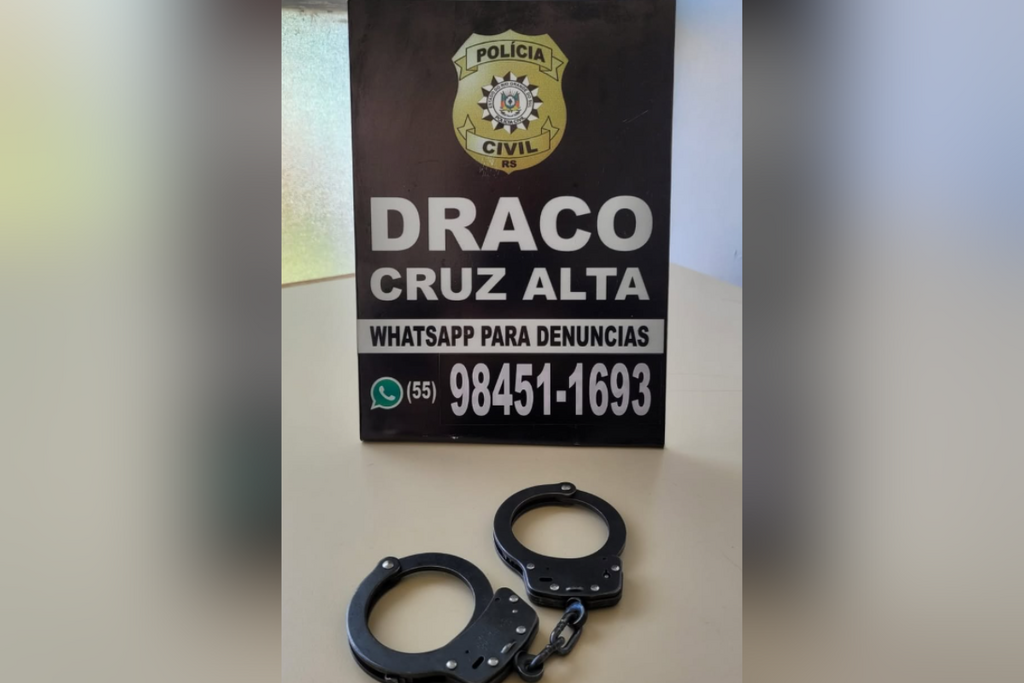 POLÍCIA
CIVIL
RS
DRACO
CRUZ ALTA
WHATSAPP PARA DENUNCIAS
(55) 98451-1693